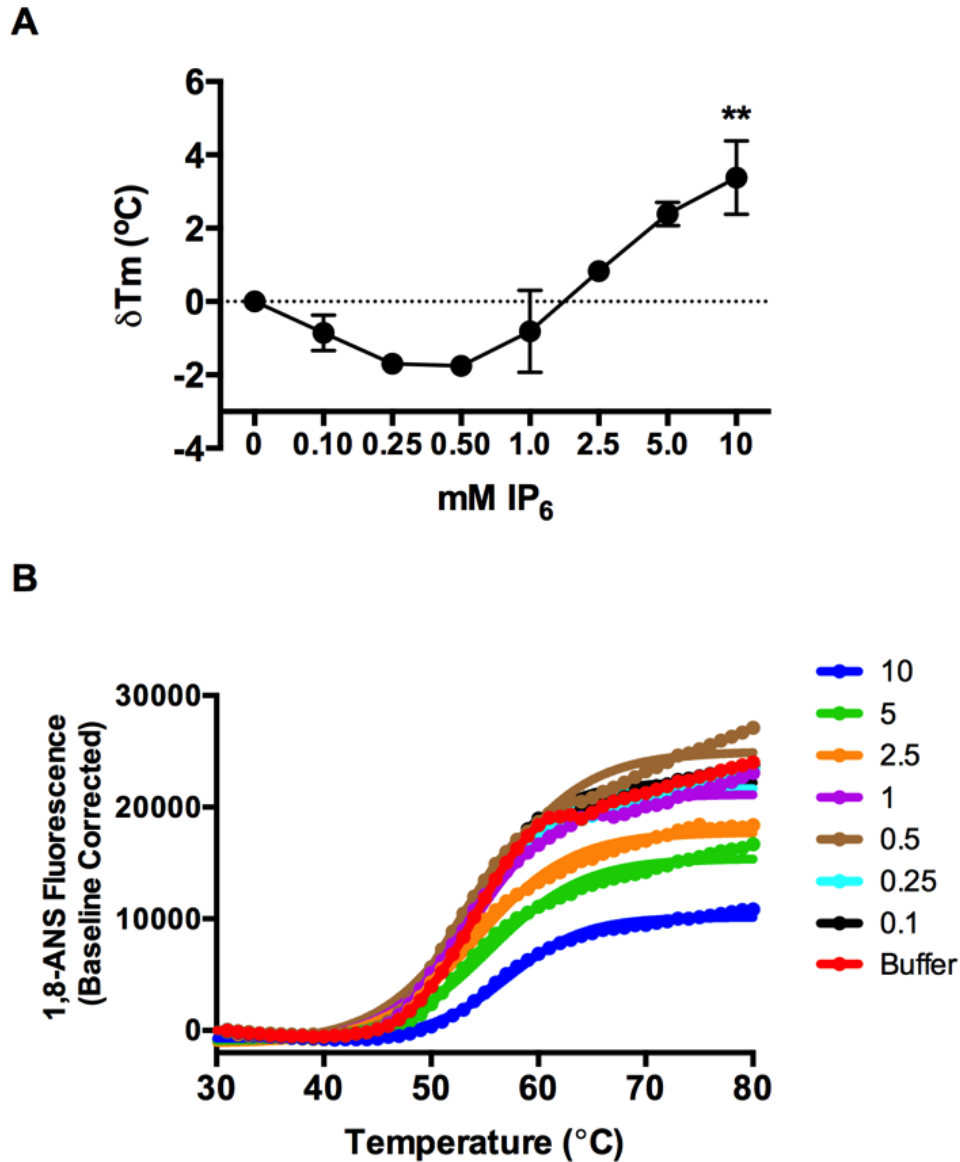 A
6
4
2
0
-2
-4
δTm (ºC)
**
0 0.10 0.25 0.50 1.0 2.5 5.0 10
mM IP6
B
30000
20000
10000
0
1,8-ANS Fluorescence
(Baseline Corrected)
30 40 50 60 70 80
Temperature (°C)
10
5
2.5
1
0.5
0.25
0.1
Buffer